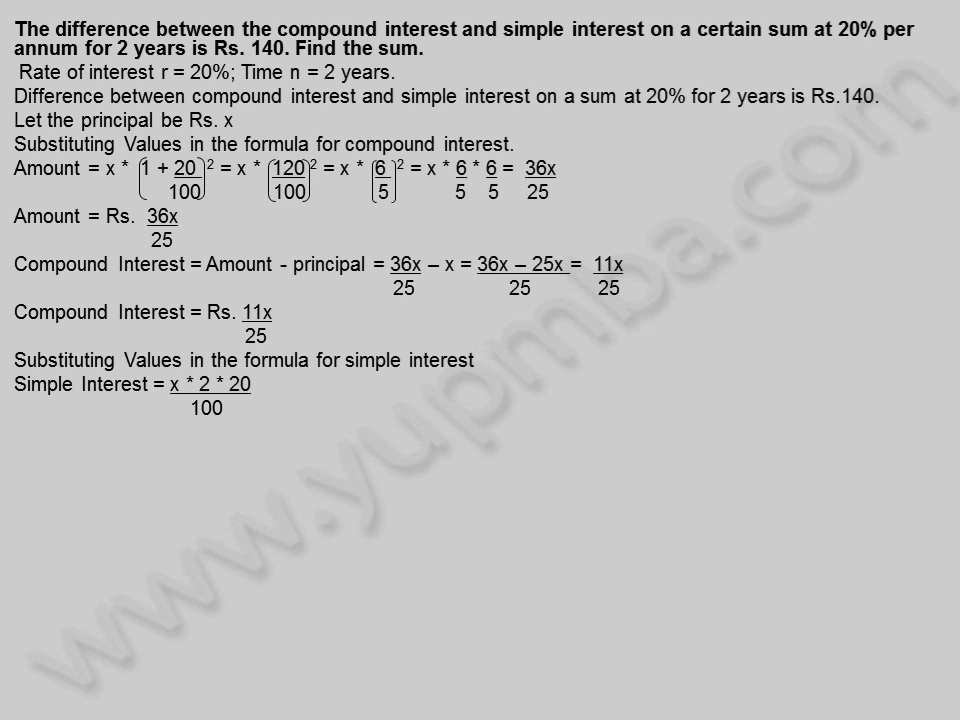 The difference between the compound interest and simple interest on a certain sum at 20% per
annum for 2 years is Rs. 140. Find the sum.
Rate of interest r = 20%; Time n = 2 years.
Difference between compound interest and simple interest on a sum at 20% for 2 years is Rs.140.
Let the principal be Rs. x
Substituting Values in the formula for compound interest.
Amount = x * (1 + 20)2 = x * (120)2 = x * (6)2 = x * 6 * 6 = 36x
100 100 5 5 5 25
Amount = Rs. 36x
25
Compound Interest = Amount - principal = 36x – x = 36x – 25x = 11x
25 25 25
Compound Interest = Rs. 11x
25
Substituting Values in the formula for simple interest
Simple Interest = x * 2 * 20
100
www.yupmba.com